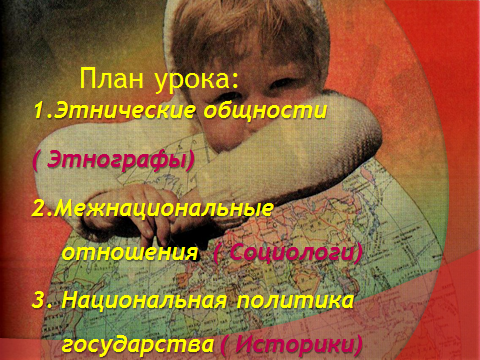 План урока:
1.Этнические общности
( Этнографы)
2.Межнациональные
отношения ( Социологи)
3. Национальная политика
государства ( Историки)